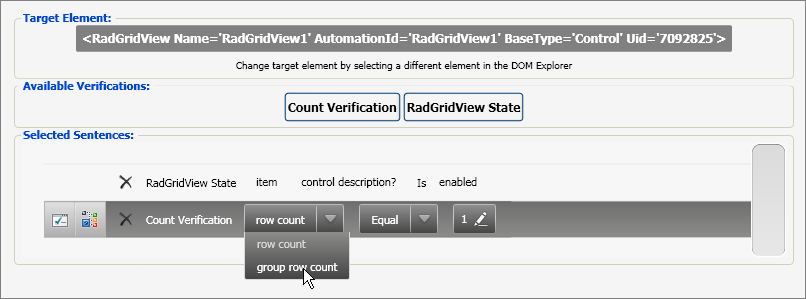 Target Element:
<RadGridView Name='RadGridView1' AutomationId='RadGridView1' BaseType='Control' Uid='7092825'>
Change target element by selecting a different element in the DOM Explorer
Available Verifications:
Count Verification RadGridView State
Selected Sentences:
RadGridView State item control description? Is enabled
Count Verification row count Equal 1
row count
group row count